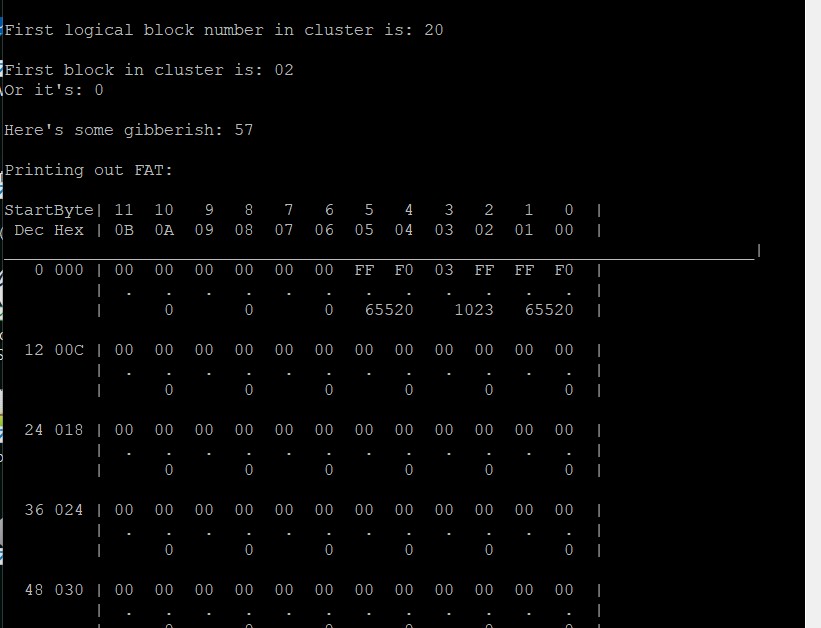 First logical block number in cluster is: 20
First block in cluster is: 02
Or it's: 0
Here's some gibberish: 57
Printing out FAT:
StartByte| 11 10 9 8 7 6 5 4 3 2 1 0 |
Dec Hex | 0B 0A 09 08 07 06 05 04 03 02 01 00 |
___________________________________________________________________________|
0 000 | 00 00 00 00 00 00 FF F0 03 FF FF F0 |
| . . . . . . . . . . . . |
| 0 0 0 65520 1023 65520 |
12 00C | 00 00 00 00 00 00 00 00 00 00 00 00 |
| . . . . . . . . . . . . |
| 0 0 0 0 0 0 |
24 018 | 00 00 00 00 00 00 00 00 00 00 00 00 |
| . . . . . . . . . . . . |
| 0 0 0 0 0 0 |
36 024 | 00 00 00 00 00 00 00 00 00 00 00 00 |
| . . . . . . . . . . . . |
| 0 0 0 0 0 0 |
48 030 | 00 00 00 00 00 00 00 00 00 00 00 00 |
| . . . . . . . . . . . . |